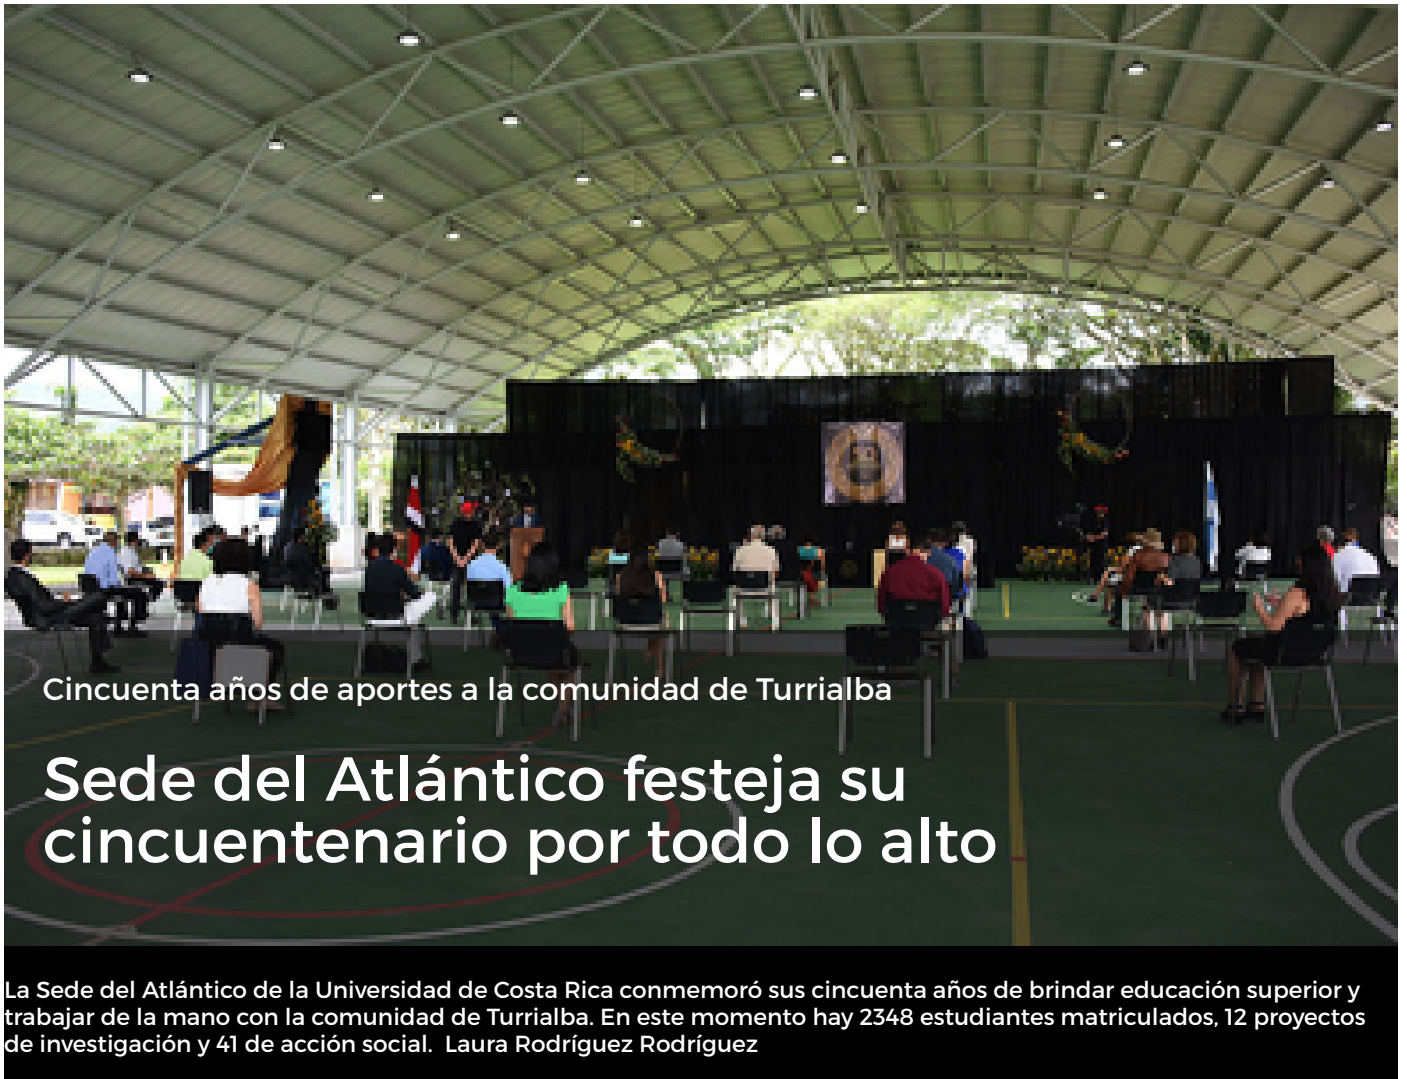 Cincuenta años de aportes a la comunidad de Turrialba
Sede del Atlántico festeja su
cincuentenario por todo lo alto
La Sede del Atlántico de la Universidad de Costa Rica conmemoró sus cincuenta años de brindar educación superior y
trabajar de la mano con la comunidad de Turrialba. En este momento hay 2348 estudiantes matriculados, 12 proyectos
de investigación y 41 de acción social.  Laura Rodríguez Rodríguez